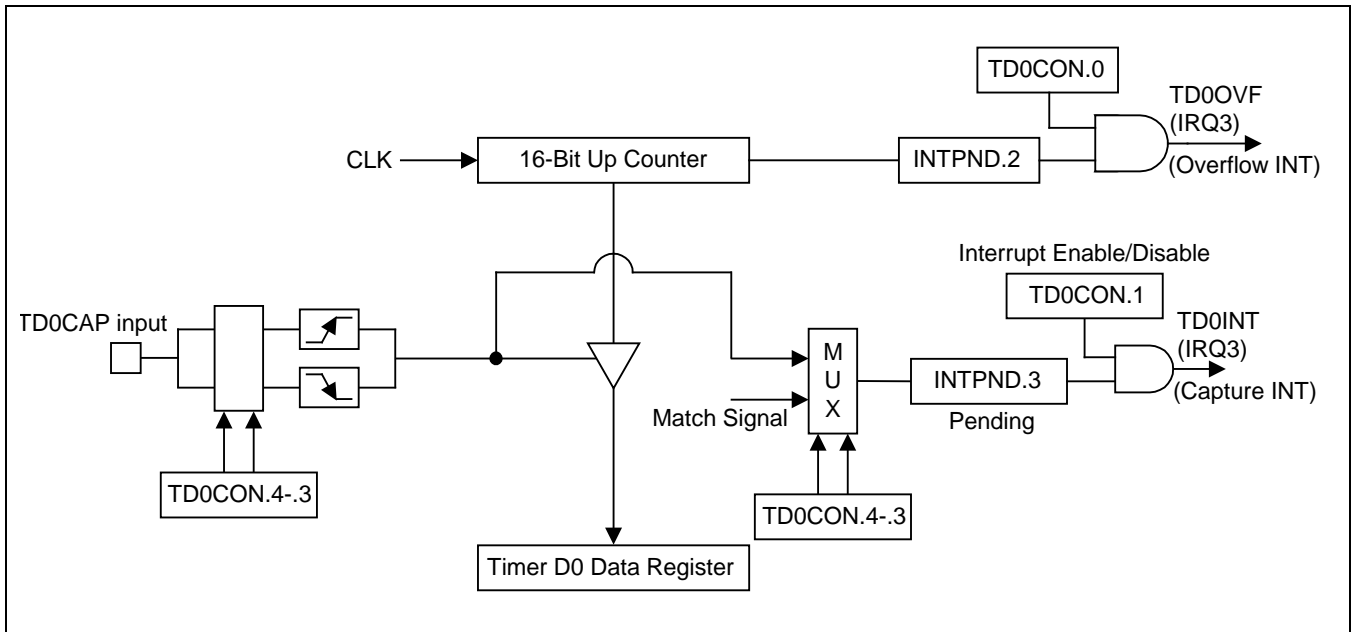 TD0CON.0
TD0OVF
(IRQ3)
(Overflow INT)
CLK
16-Bit Up Counter
INTPND.2
Interrupt Enable/Disable
TD0CON.1
TD0INT
(IRQ3)
(Capture INT)
TD0CAP input
M
U
X
INTPND.3
Pending
Match Signal
TD0CON.4-.3
TD0CON.4-.3
Timer D0 Data Register